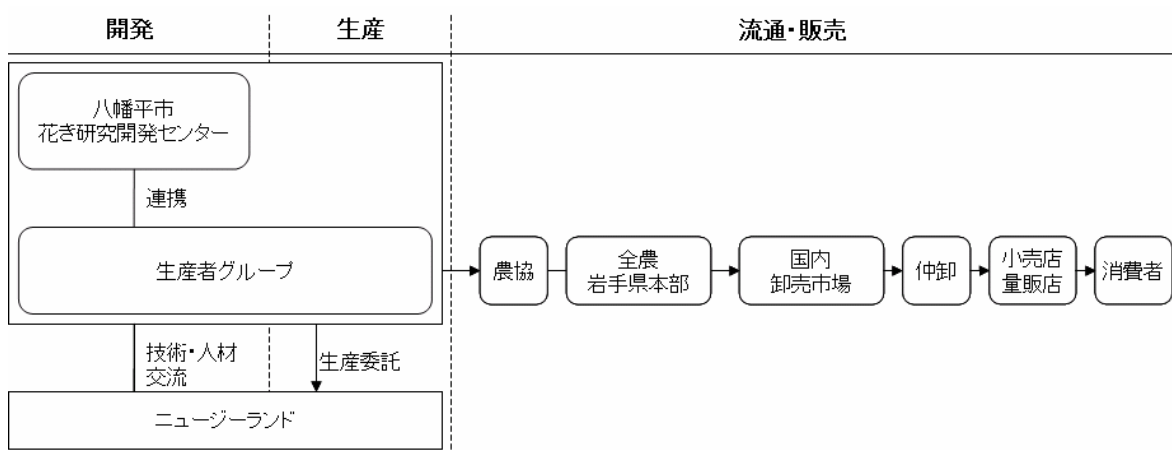 開発
生産
流通・販売
八幡平市
花き研究開発センター
連携
生産者グループ
農協
全農
岩手県本部
国内
卸売市場
仲卸
小売店
量販店
消費者
技術・人材
交流
生産委託
ニュージーランド